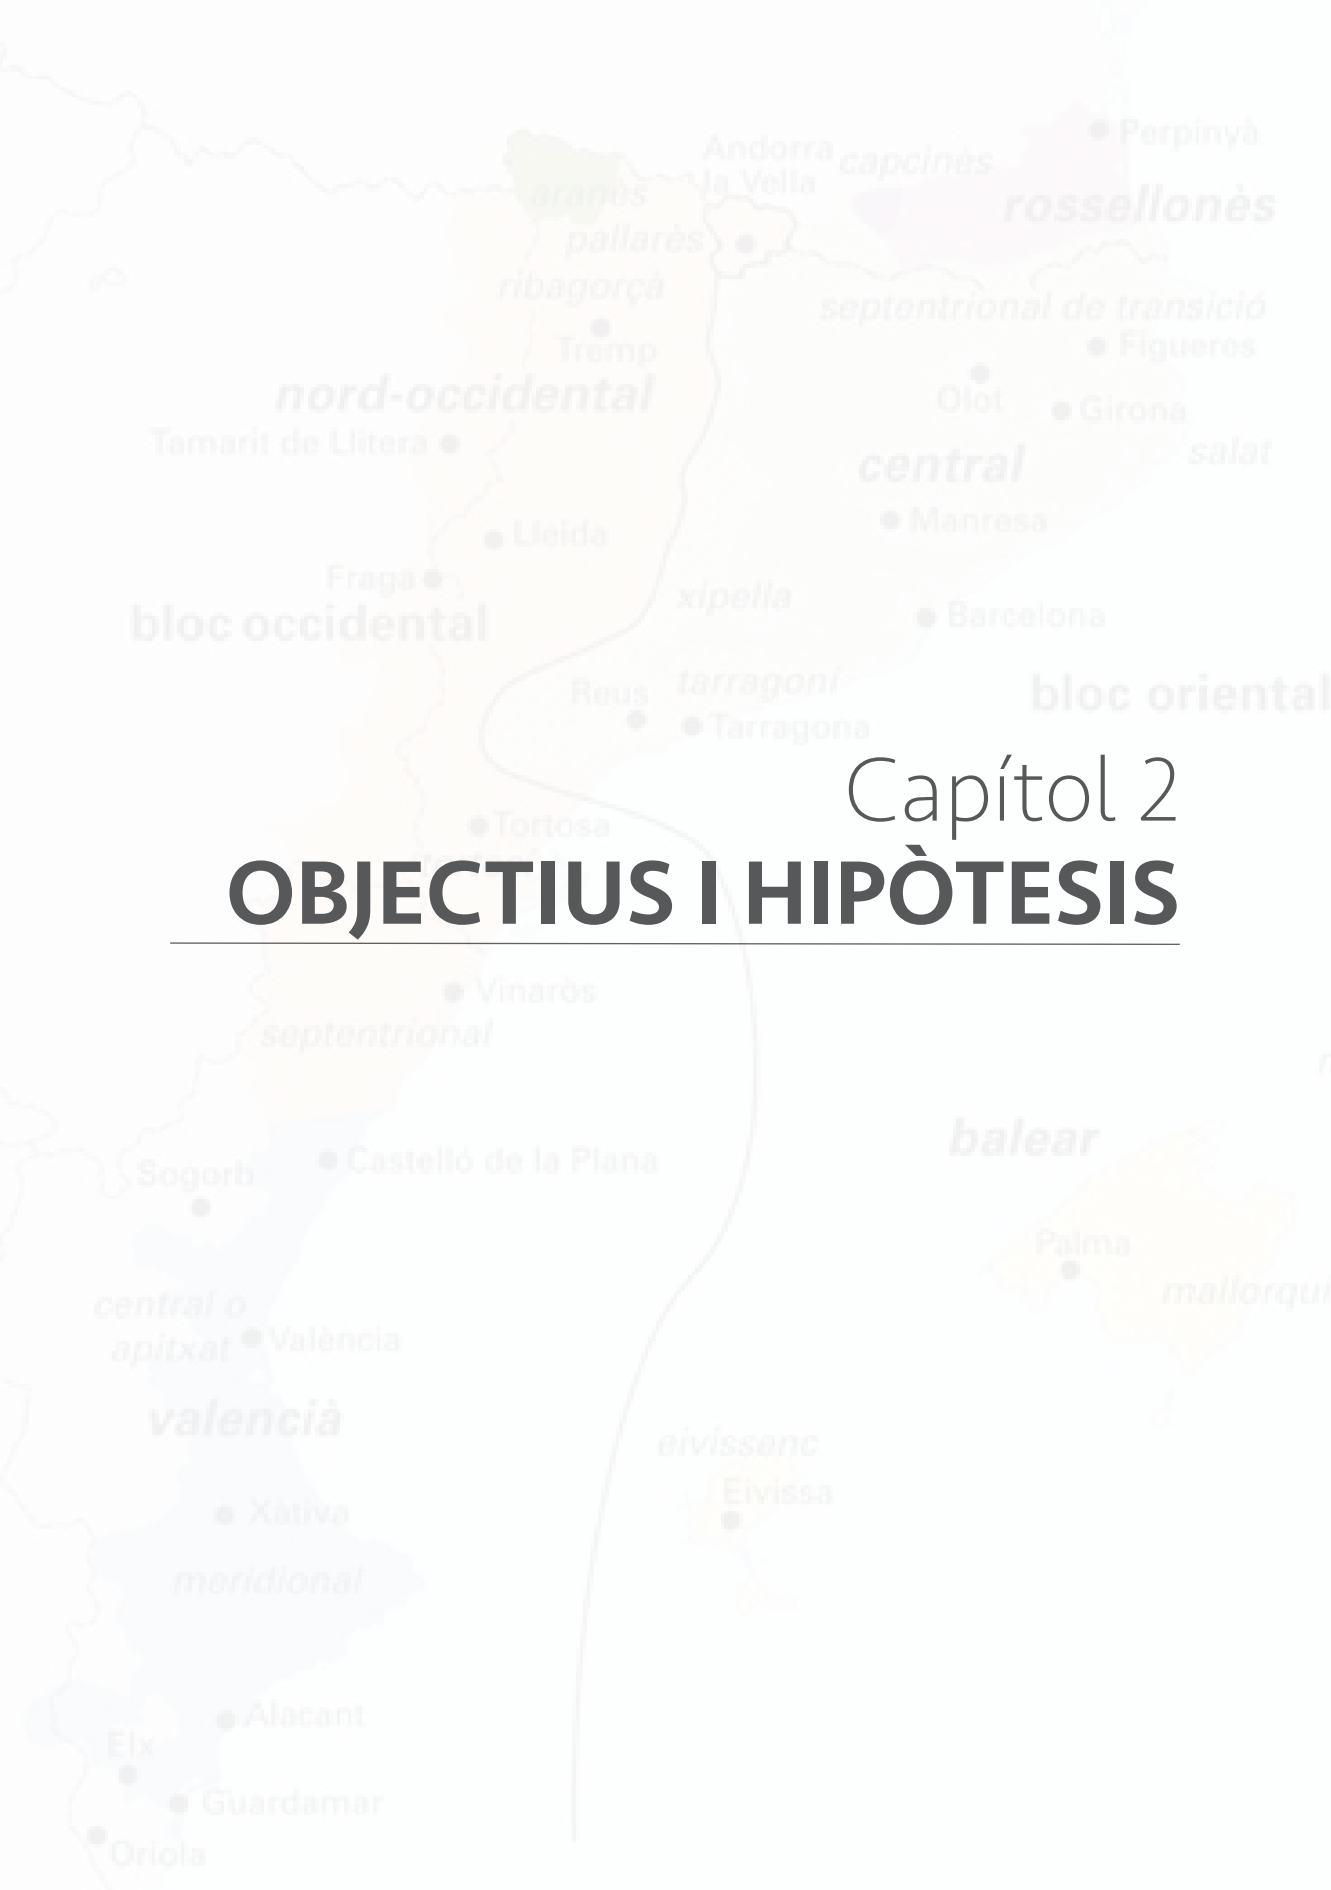 Perpinyà
Andorra
la Vella
capcinès
aranès
rossellonès
pallarès
ribagorçà
septentrional de transició
Tremp
Figueres
nord-occidental
Olot
Girona
Tamarit de Llitera
central
salat
Manresa
Lleida
Fraga
xipella
bloc occidental
Barcelona
Reus
tarragoní
bloc oriental
Tarragona
Capítol 2
Tortosa
OBJECTIUS I HIPÒTESIS
Vinaròs
septentrional
balear
Castelló de la Plana
Sogorb
Palma
mallorquí
central o
apitxat
València
valencià
eivissenc
Eivissa
Xàtiva
meridional
Alacant
Elx
Guardamar
Oriola